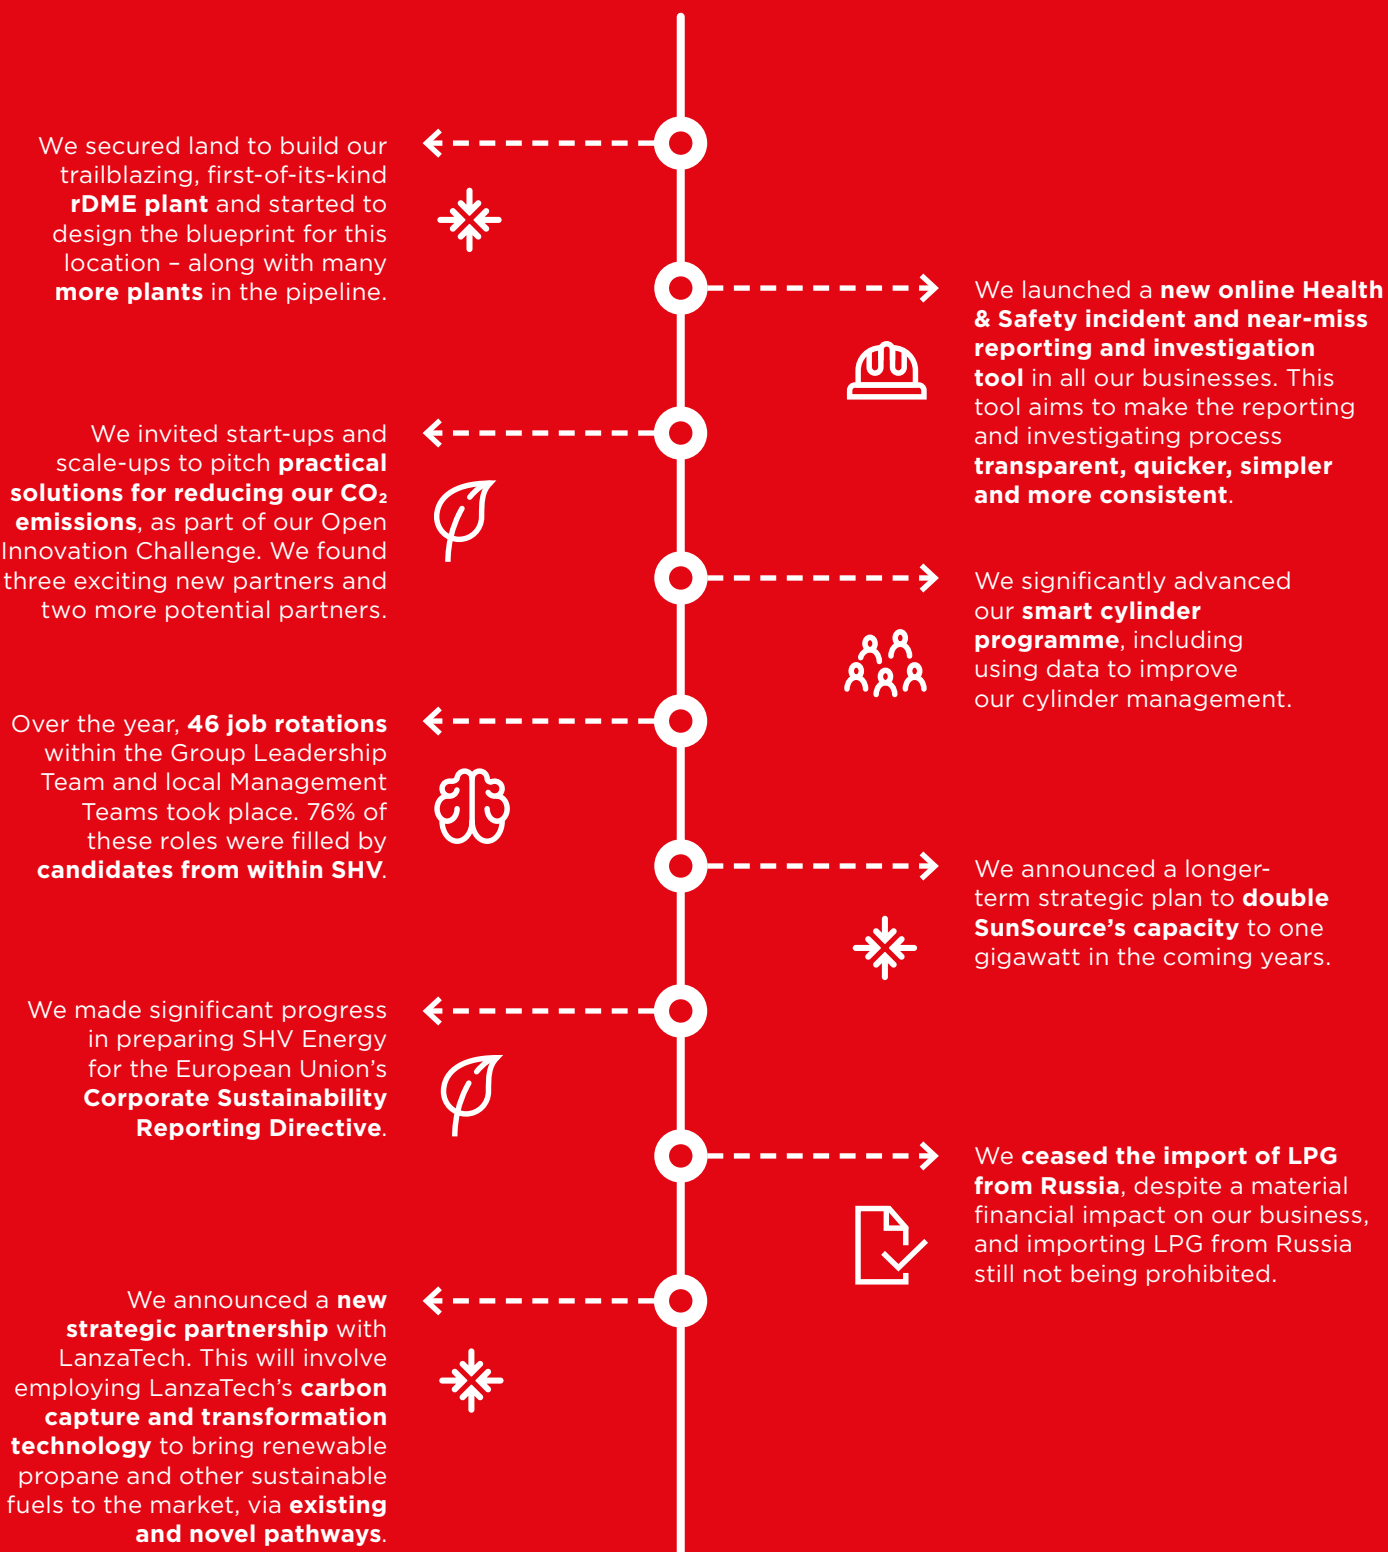 We secured land to build our
trailblazing, first-of-its-kind
rDME plant and started to
design the blueprint for this
location – along with many
more plants in the pipeline.
We launched a new online Health
& Safety incident and near-miss
reporting and investigation
tool in all our businesses. This
tool aims to make the reporting
and investigating process
transparent, quicker, simpler
and more consistent.
We invited start-ups and
scale-ups to pitch practical
solutions for reducing our CO₂
emissions, as part of our Open
Innovation Challenge. We found
three exciting new partners and
two more potential partners.
We significantly advanced
our smart cylinder
programme, including
using data to improve
our cylinder management.
Over the year, 46 job rotations
within the Group Leadership
Team and local Management
Teams took place. 76% of
these roles were filled by
candidates from within SHV.
We announced a longer-
term strategic plan to double
SunSource’s capacity to one
gigawatt in the coming years.
We made significant progress
in preparing SHV Energy
for the European Union’s
Corporate Sustainability
Reporting Directive.
We ceased the import of LPG
from Russia, despite a material
financial impact on our business,
and importing LPG from Russia
still not being prohibited.
We announced a new
strategic partnership with
LanzaTech. This will involve
employing LanzaTech’s carbon
capture and transformation
technology to bring renewable
propane and other sustainable
fuels to the market, via existing
and novel pathways.